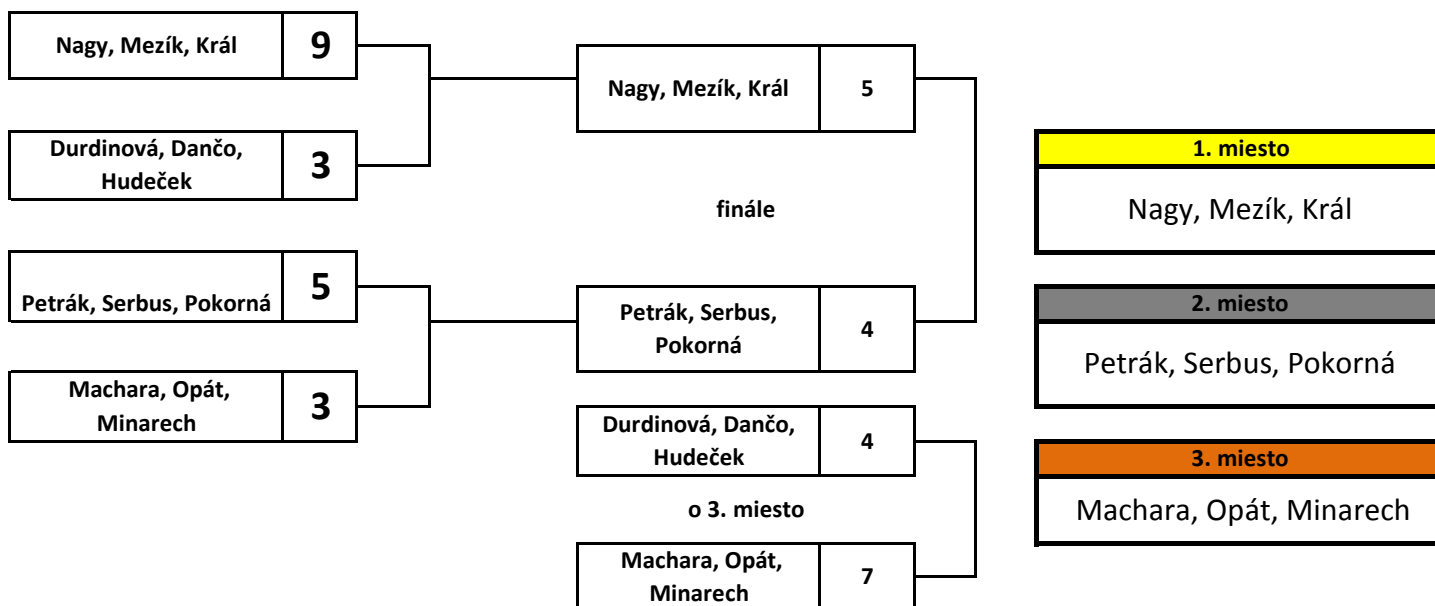 Nagy, Mezík, Král 9
Durdinová, Dančo,
Hudeček 3
Petrák, Serbus, Pokorná 5
Machara, Opát,
Minarech 3
Nagy, Mezík, Král 5
finále
Petrák, Serbus,
Pokorná 4
Durdinová, Dančo,
Hudeček 4
o 3. miesto
Machara, Opát,
Minarech 7
1. miesto
Nagy, Mezík, Král
2. miesto
Petrák, Serbus, Pokorná
3. miesto
Machara, Opát, Minarech